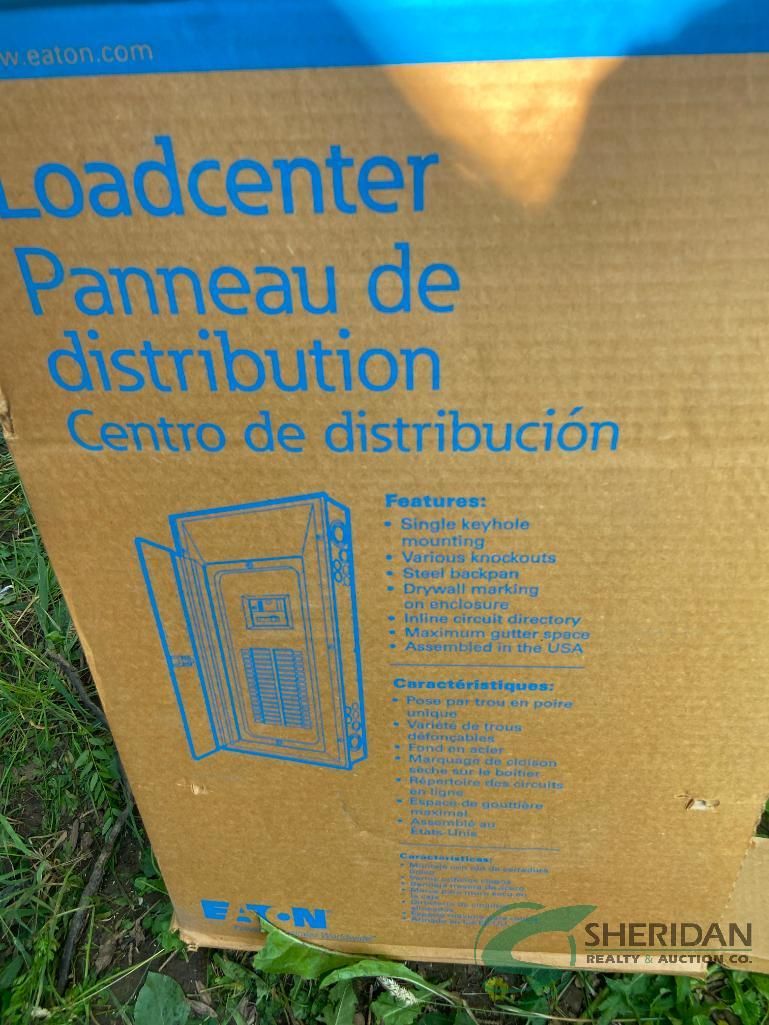 w.eaton.com
Loadcenter
Panneau de
distribution
Centro de distribución
Features:
• Single keyhole
mounting
• Various knockouts
• Steel backpan
• Drywall marking
on enclosure
• Inline circuit directory
• Maximum gutter space
• Assembled in the USA
Caractéristiques:
• Pose par trou en poire
unique
• Variété de trous
défonçables
• Fond en acier
• Marquage de cloison
sèche sur le boîtier
• Répertoire des circuits
en ligne
• Espace de gouttière
maximal
• Assemblé au
États-Unis
Características:
EATON
Worldwide
SHERIDAN
REALTY & AUCTION CO.